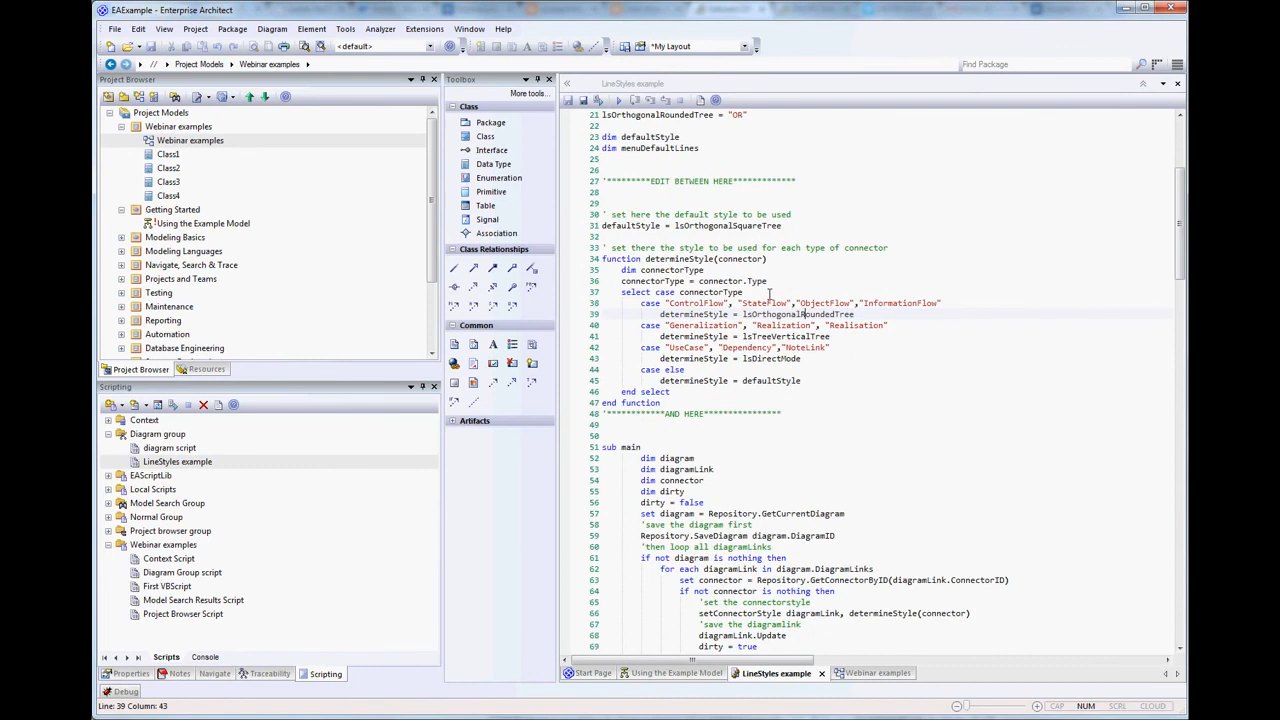 EAExample - Enterprise Architect
File Edit View Project Package Diagram Element Tools Analyzer Extensions Window Help
<default> *My Layout
// Project Models Webinar examples Find Package
Project Browser
Project Models
Webinar examples
Webinar examples
Class1
Class2
Class3
Class4
Getting Started
Using the Example Model
Modeling Basics
Modeling Languages
Navigate, Search & Trace
Projects and Teams
Testing
Maintenance
Reporting
Automation
Database Engineering
Project Browser Resources
Scripting
Context
Diagram group
diagram script
LineStyles example
EAScriptLib
Local Scripts
Model Search Group
Normal Group
Project browser group
Webinar examples
Context Script
Diagram Group script
First VBScript
Model Search Results Script
Project Browser Script
Scripts Console
Properties Notes Navigate Traceability Scripting
Debug
Toolbox
More tools...
Class
Package
Class
Interface
Data Type
Enumeration
Primitive
Table
Signal
Association
Class Relationships
Common
Artifacts
LineStyles example
21 lsOrthogonalRoundedTree = "OR"
22
23 dim defaultStyle
24 dim menuDefaultLines
25
26
27 '*********EDIT BETWEEN HERE*************
28
29
30 ' set here the default style to be used
31 defaultStyle = lsOrthogonalSquareTree
32
33 ' set there the style to be used for each type of connector
34 function determineStyle(connector)
35 dim connectorType
36 connectorType = connector.Type
37 select case connectorType
38 case "ControlFlow", "StateFlow","ObjectFlow","InformationFlow"
39 determineStyle = lsOrthogonalRoundedTree
40 case "Generalization", "Realization", "Realisation"
41 determineStyle = lsTreeVerticalTree
42 case "UseCase", "Dependency","NoteLink"
43 determineStyle = lsDirectMode
44 case else
45 determineStyle = defaultStyle
46 end select
47 end function
48 '************AND HERE****************
49
50
51 sub main
52 dim diagram
53 dim diagramLink
54 dim connector
55 dim dirty
56 dirty = false
57 set diagram = Repository.GetCurrentDiagram
58 'save the diagram first
59 Repository.SaveDiagram diagram.DiagramID
60 'then loop all diagramLinks
61 if not diagram is nothing then
62 for each diagramLink in diagram.DiagramLinks
63 set connector = Repository.GetConnectorByID(diagramLink.ConnectorID)
64 if not connector is nothing then
65 'set the connectorstyle
66 setConnectorStyle diagramLink, determineStyle(connector)
67 'save the diagramlink
68 diagramLink.Update
69 dirty = true
Start Page Using the Example Model LineStyles example Webinar examples
Line: 39 Column: 43 CAP NUM SCRL CLOUD